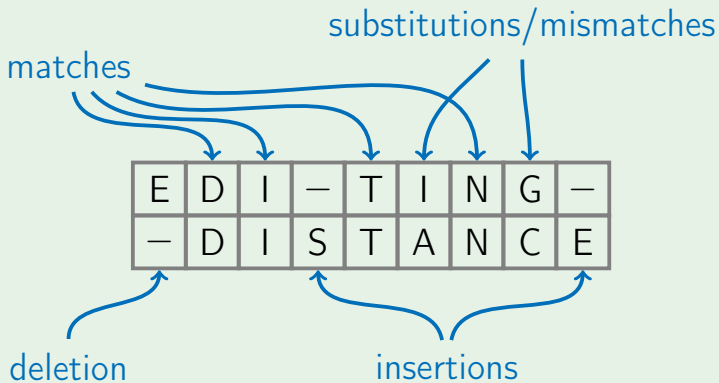 substitutions/mismatches
matches
E D I – T I N G –
– D I S T A N C E
deletion insertions